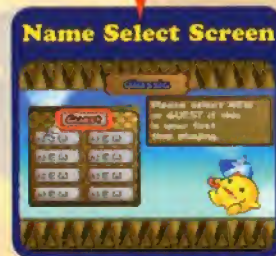 Name Select Screen
CLASSIC
GUEST
NEW NEW
NEW NEW
NEW NEW
NEW NEW
Please select NEW
or GUEST if this
is your first
time playing.